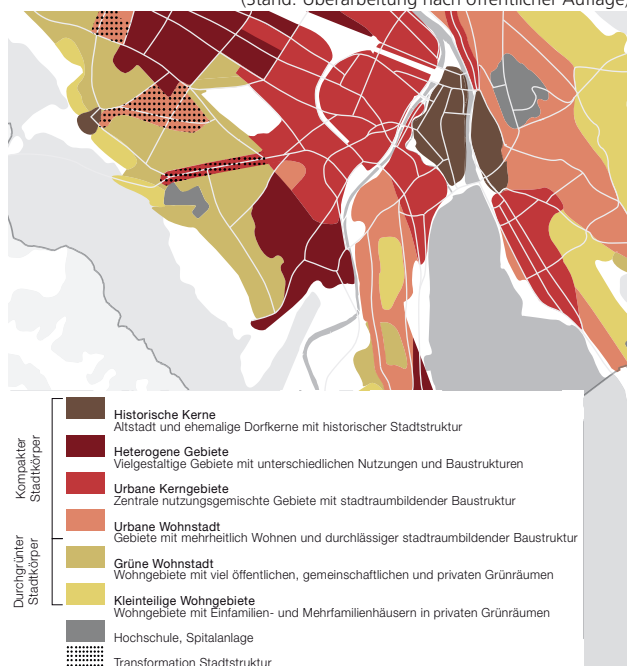 (Stand: Überarbeitung nach öffentlicher Auflage)
Kompakter
Stadtkörper
Historische Kerne
Altstadt und ehemalige Dorfkerne mit historischer Stadtstruktur
Heterogene Gebiete
Vielgestaltige Gebiete mit unterschiedlichen Nutzungen und Baustrukturen
Urbane Kerngebiete
Zentrale nutzungsgemischte Gebiete mit stadtraumbildender Baustruktur
Urbane Wohnstadt
Gebiete mit mehrheitlich Wohnen und durchlässiger stadtraumbildender Baustruktur
Durchgrünter
Stadtkörper
Grüne Wohnstadt
Wohngebiete mit viel öffentlichen, gemeinschaftlichen und privaten Grünräumen
Kleinteilige Wohngebiete
Wohngebiete mit Einfamilien- und Mehrfamilienhäusern in privaten Grünräumen
Hochschule, Spitalanlage
Transformation Stadtstruktur